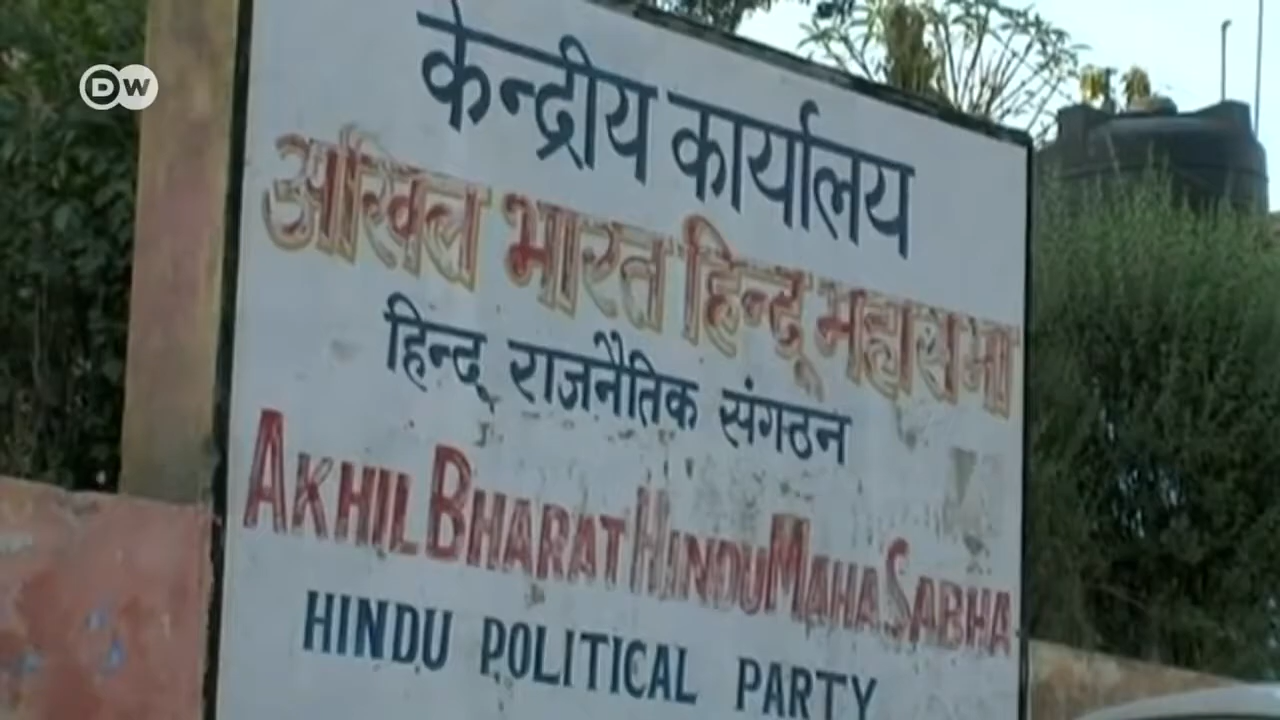 DW
केन्द्रीय कार्यालय
अखिल भारत हिन्दू महासभा
हिन्दू राजनैतिक संगठन
AKHIL BHARAT HINDU MAHA SABHA
HINDU POLITICAL PARTY